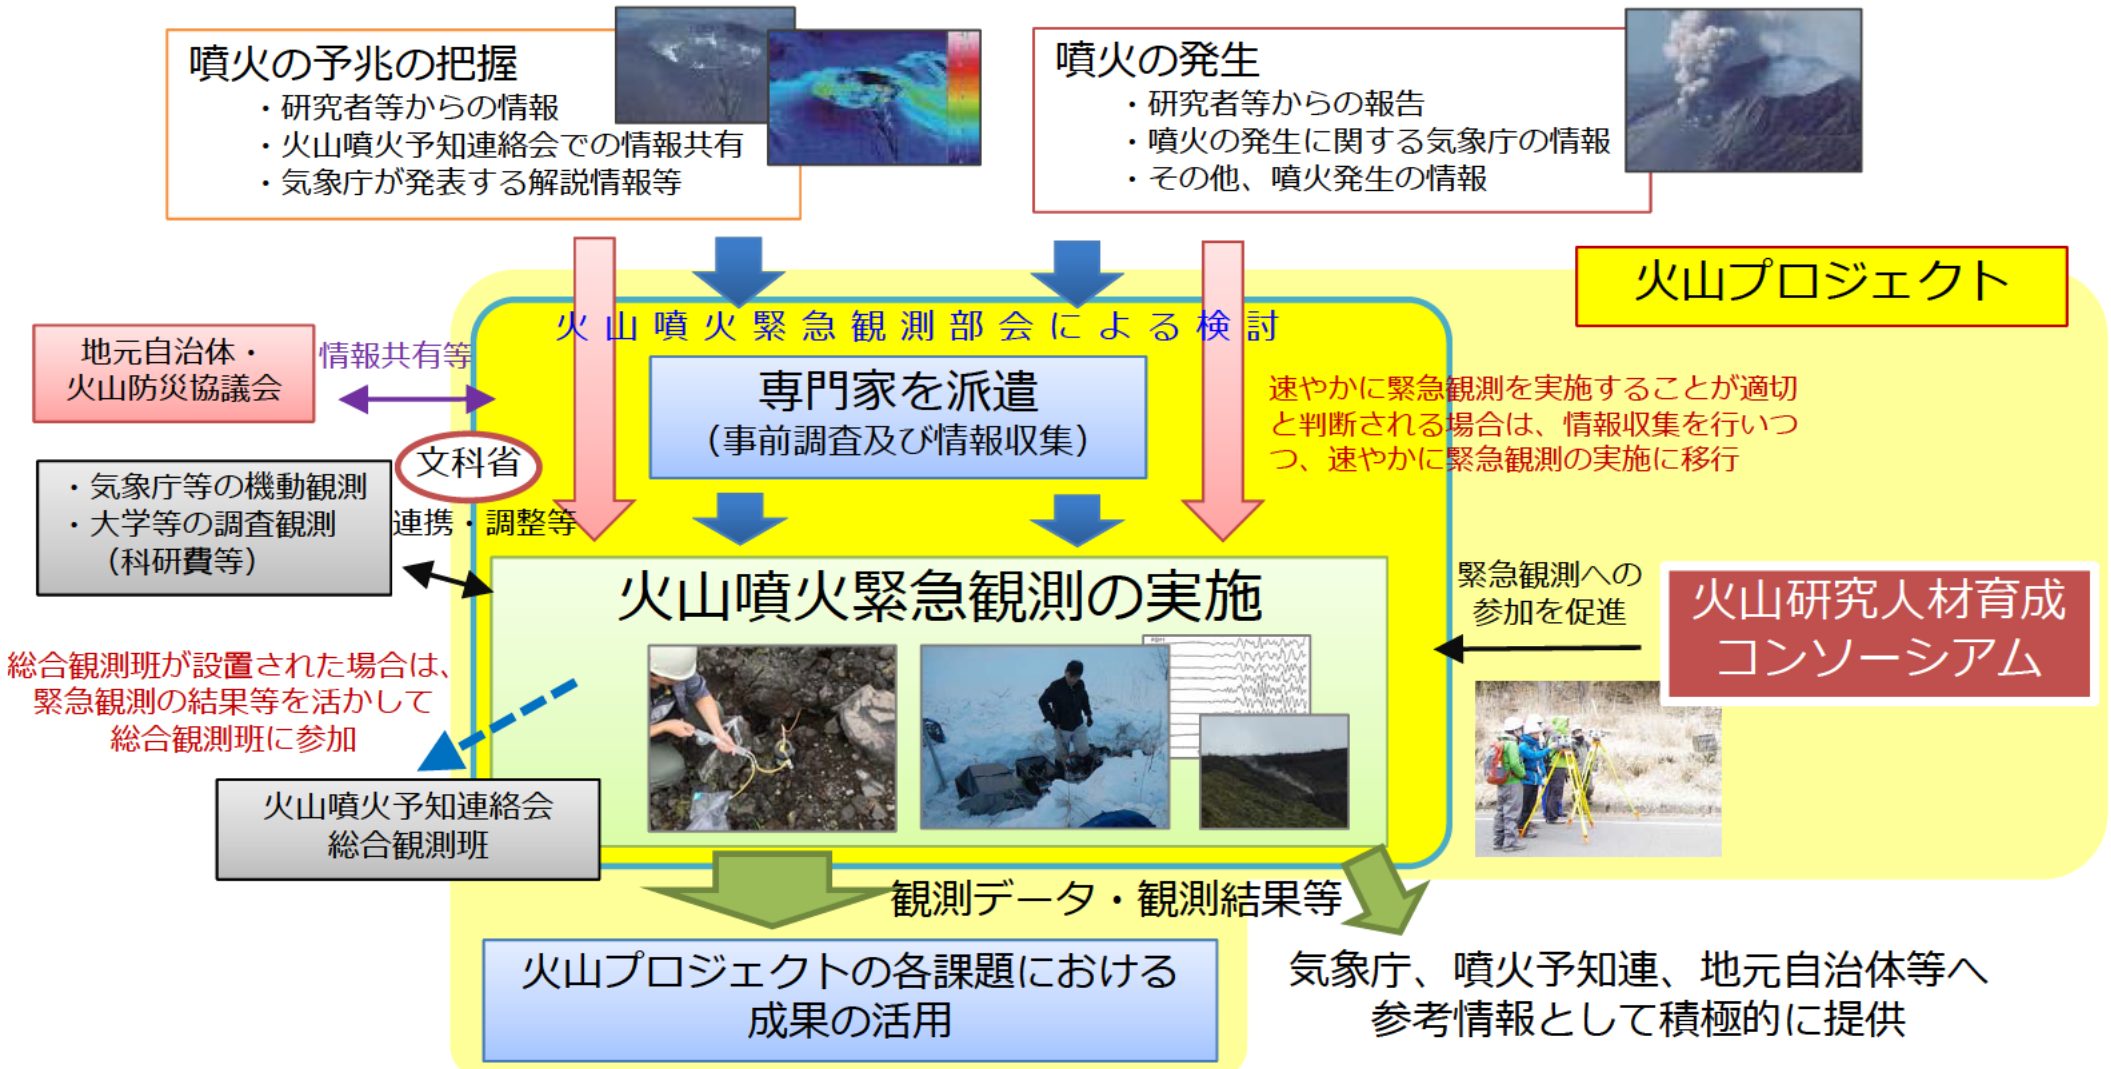 噴火の予兆の把握
・研究者等からの情報
・火山噴火予知連絡会での情報共有
・気象庁が発表する解説情報等
噴火の発生
・研究者等からの報告
・噴火の発生に関する気象庁の情報
・その他、噴火発生の情報
火山プロジェクト
火山噴火緊急観測部会による検討
地元自治体・
火山防災協議会
情報共有等
専門家を派遣
（事前調査及び情報収集）
速やかに緊急観測を実施することが適切
と判断される場合は、情報収集を行いつ
つ、速やかに緊急観測の実施に移行
文科省
・気象庁等の機動観測
・大学等の調査観測
（科研費等）
連携・調整等
火山噴火緊急観測の実施
緊急観測への
参加を促進
火山研究人材育成
コンソーシアム
総合観測班が設置された場合は、
緊急観測の結果等を活かして
総合観測班に参加
火山噴火予知連絡会
総合観測班
観測データ・観測結果等
火山プロジェクトの各課題における
成果の活用
気象庁、噴火予知連、地元自治体等へ
参考情報として積極的に提供